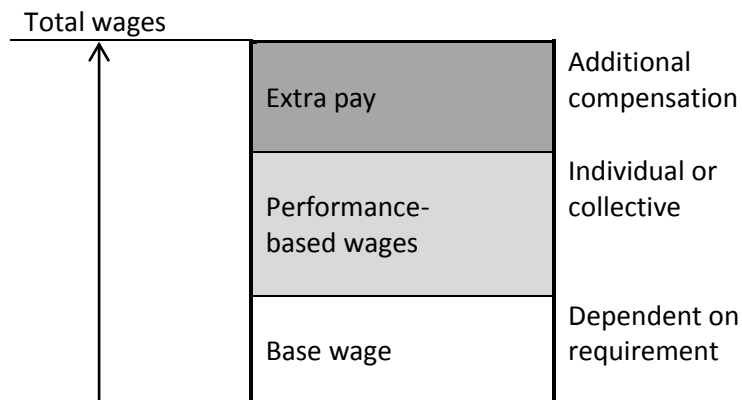 Total wages
Extra pay
Additional
compensation
Performance-
based wages
Individual or
collective
Base wage
Dependent on
requirement